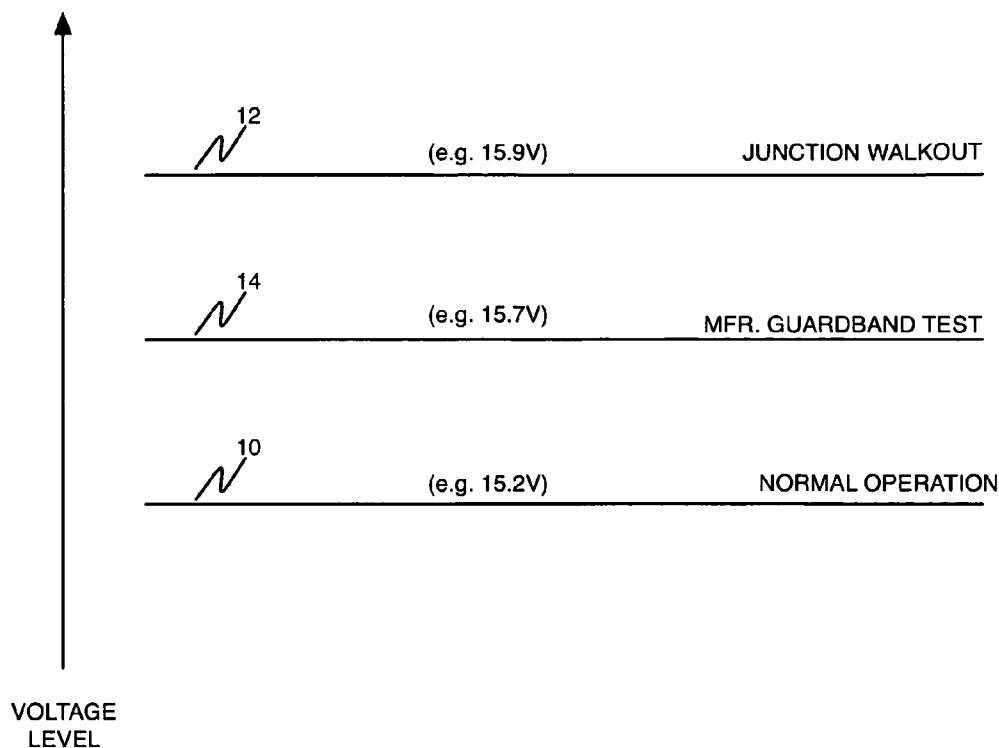 12
(e.g. 15.9V)
JUNCTION WALKOUT
14
(e.g. 15.7V)
MFR. GUARDBAND TEST
10
(e.g. 15.2V)
NORMAL OPERATION
VOLTAGE
LEVEL